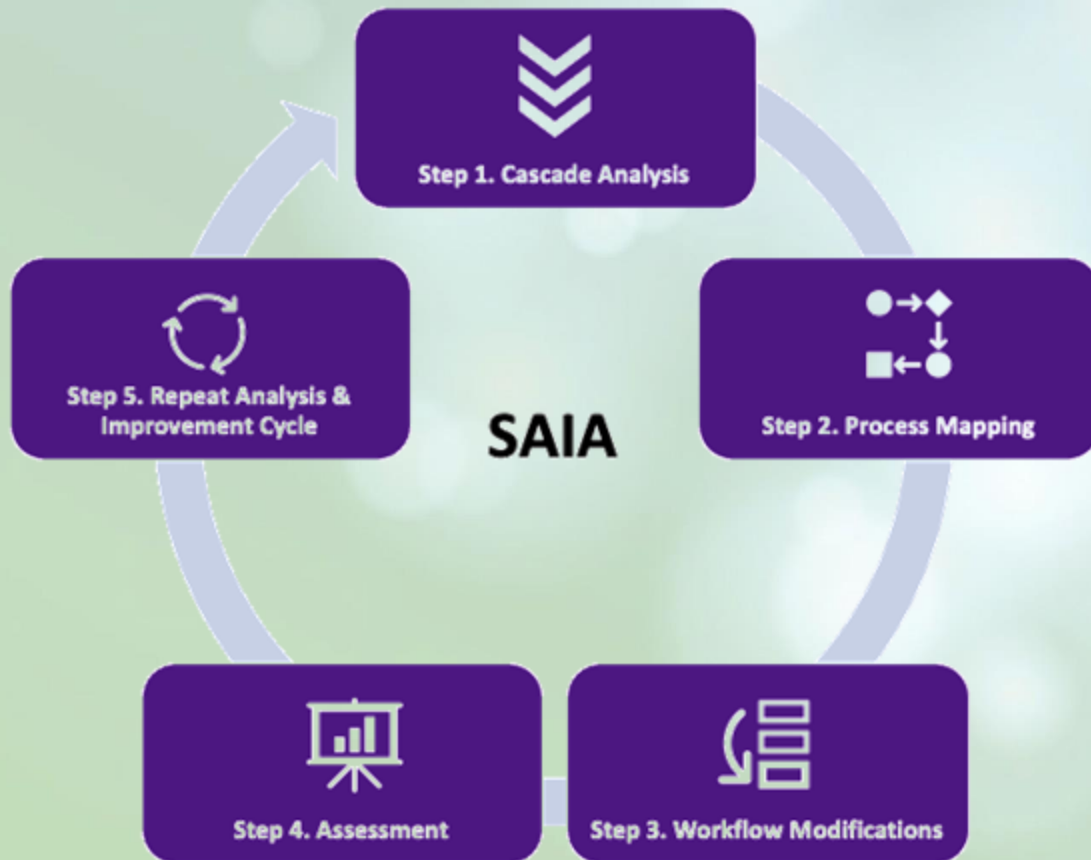 Step 1. Cascade Analysis
Step 2. Process Mapping
Step 3. Workflow Modifications
Step 4. Assessment
Step 5. Repeat Analysis &
Improvement Cycle
SAIA